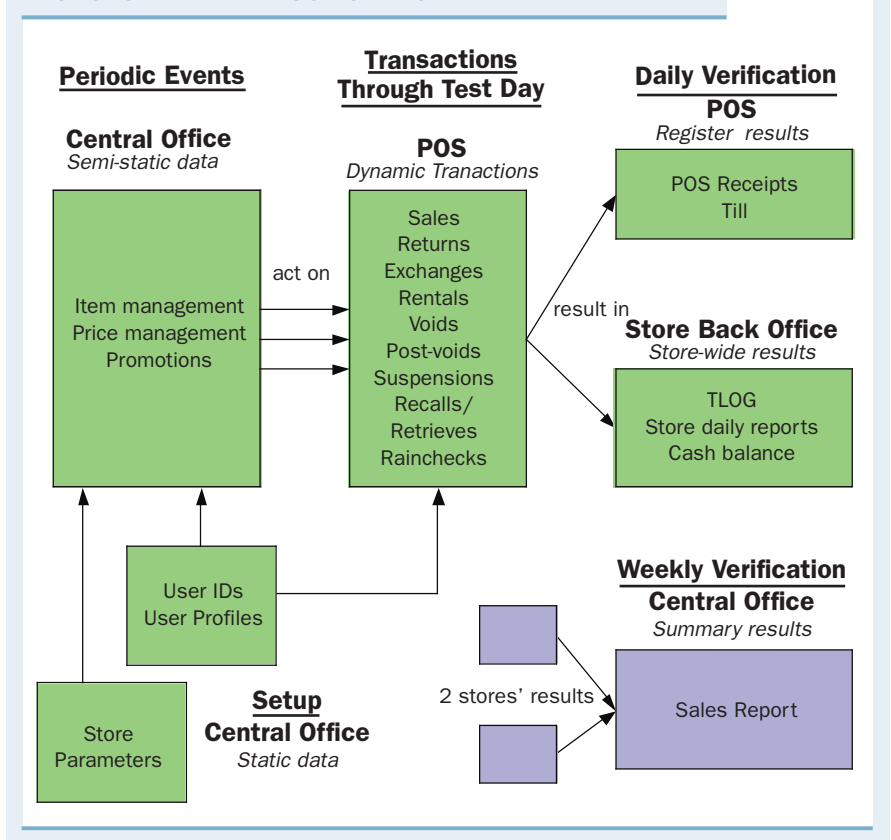 Periodic Events
Central Office
Semi-static data
Item management
Price management
Promotions
act on
Transactions
Through Test Day
POS
Dynamic Tranactions
Sales
Returns
Exchanges
Rentals
Voids
Post-voids
Suspensions
Recalls/
Retrieves
Rainchecks
result in
Daily Verification
POS
Register results
POS Receipts
Till
Store Back Office
Store-wide results
TLOG
Store daily reports
Cash balance
User IDs
User Profiles
Store
Parameters
Setup
Central Office
Static data
2 stores’ results
Weekly Verification
Central Office
Summary results
Sales Report